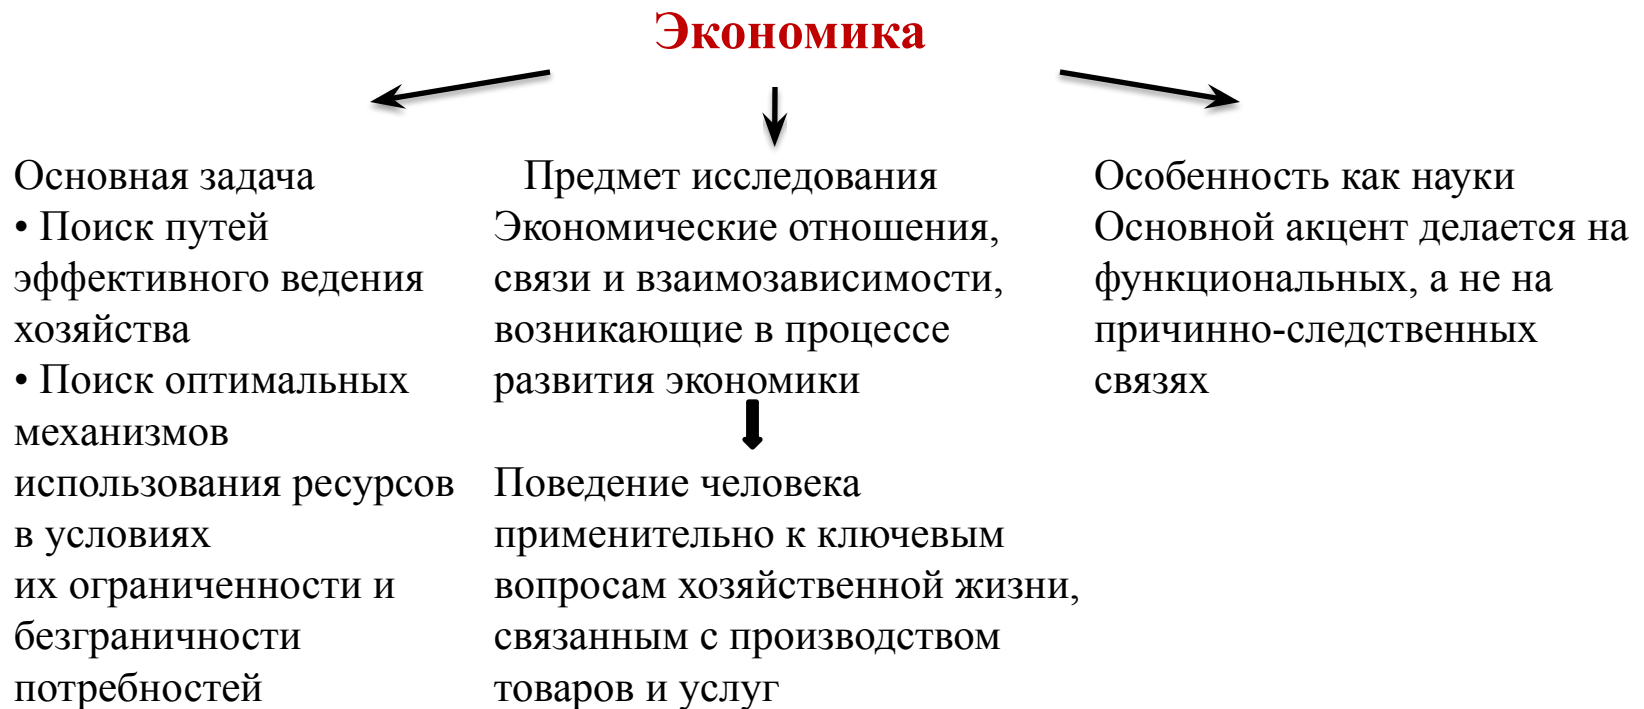 Экономика
Основная задача
• Поиск путей
эффективного ведения
хозяйства
• Поиск оптимальных
механизмов
использования ресурсов
в условиях
их ограниченности и
безграничности
потребностей
Предмет исследования
Экономические отношения,
связи и взаимозависимости,
возникающие в процессе
развития экономики
Поведение человека
применительно к ключевым
вопросам хозяйственной жизни,
связанным с производством
товаров и услуг
Особенность как науки
Основной акцент делается на
функциональных, а не на
причинно-следственных
связях